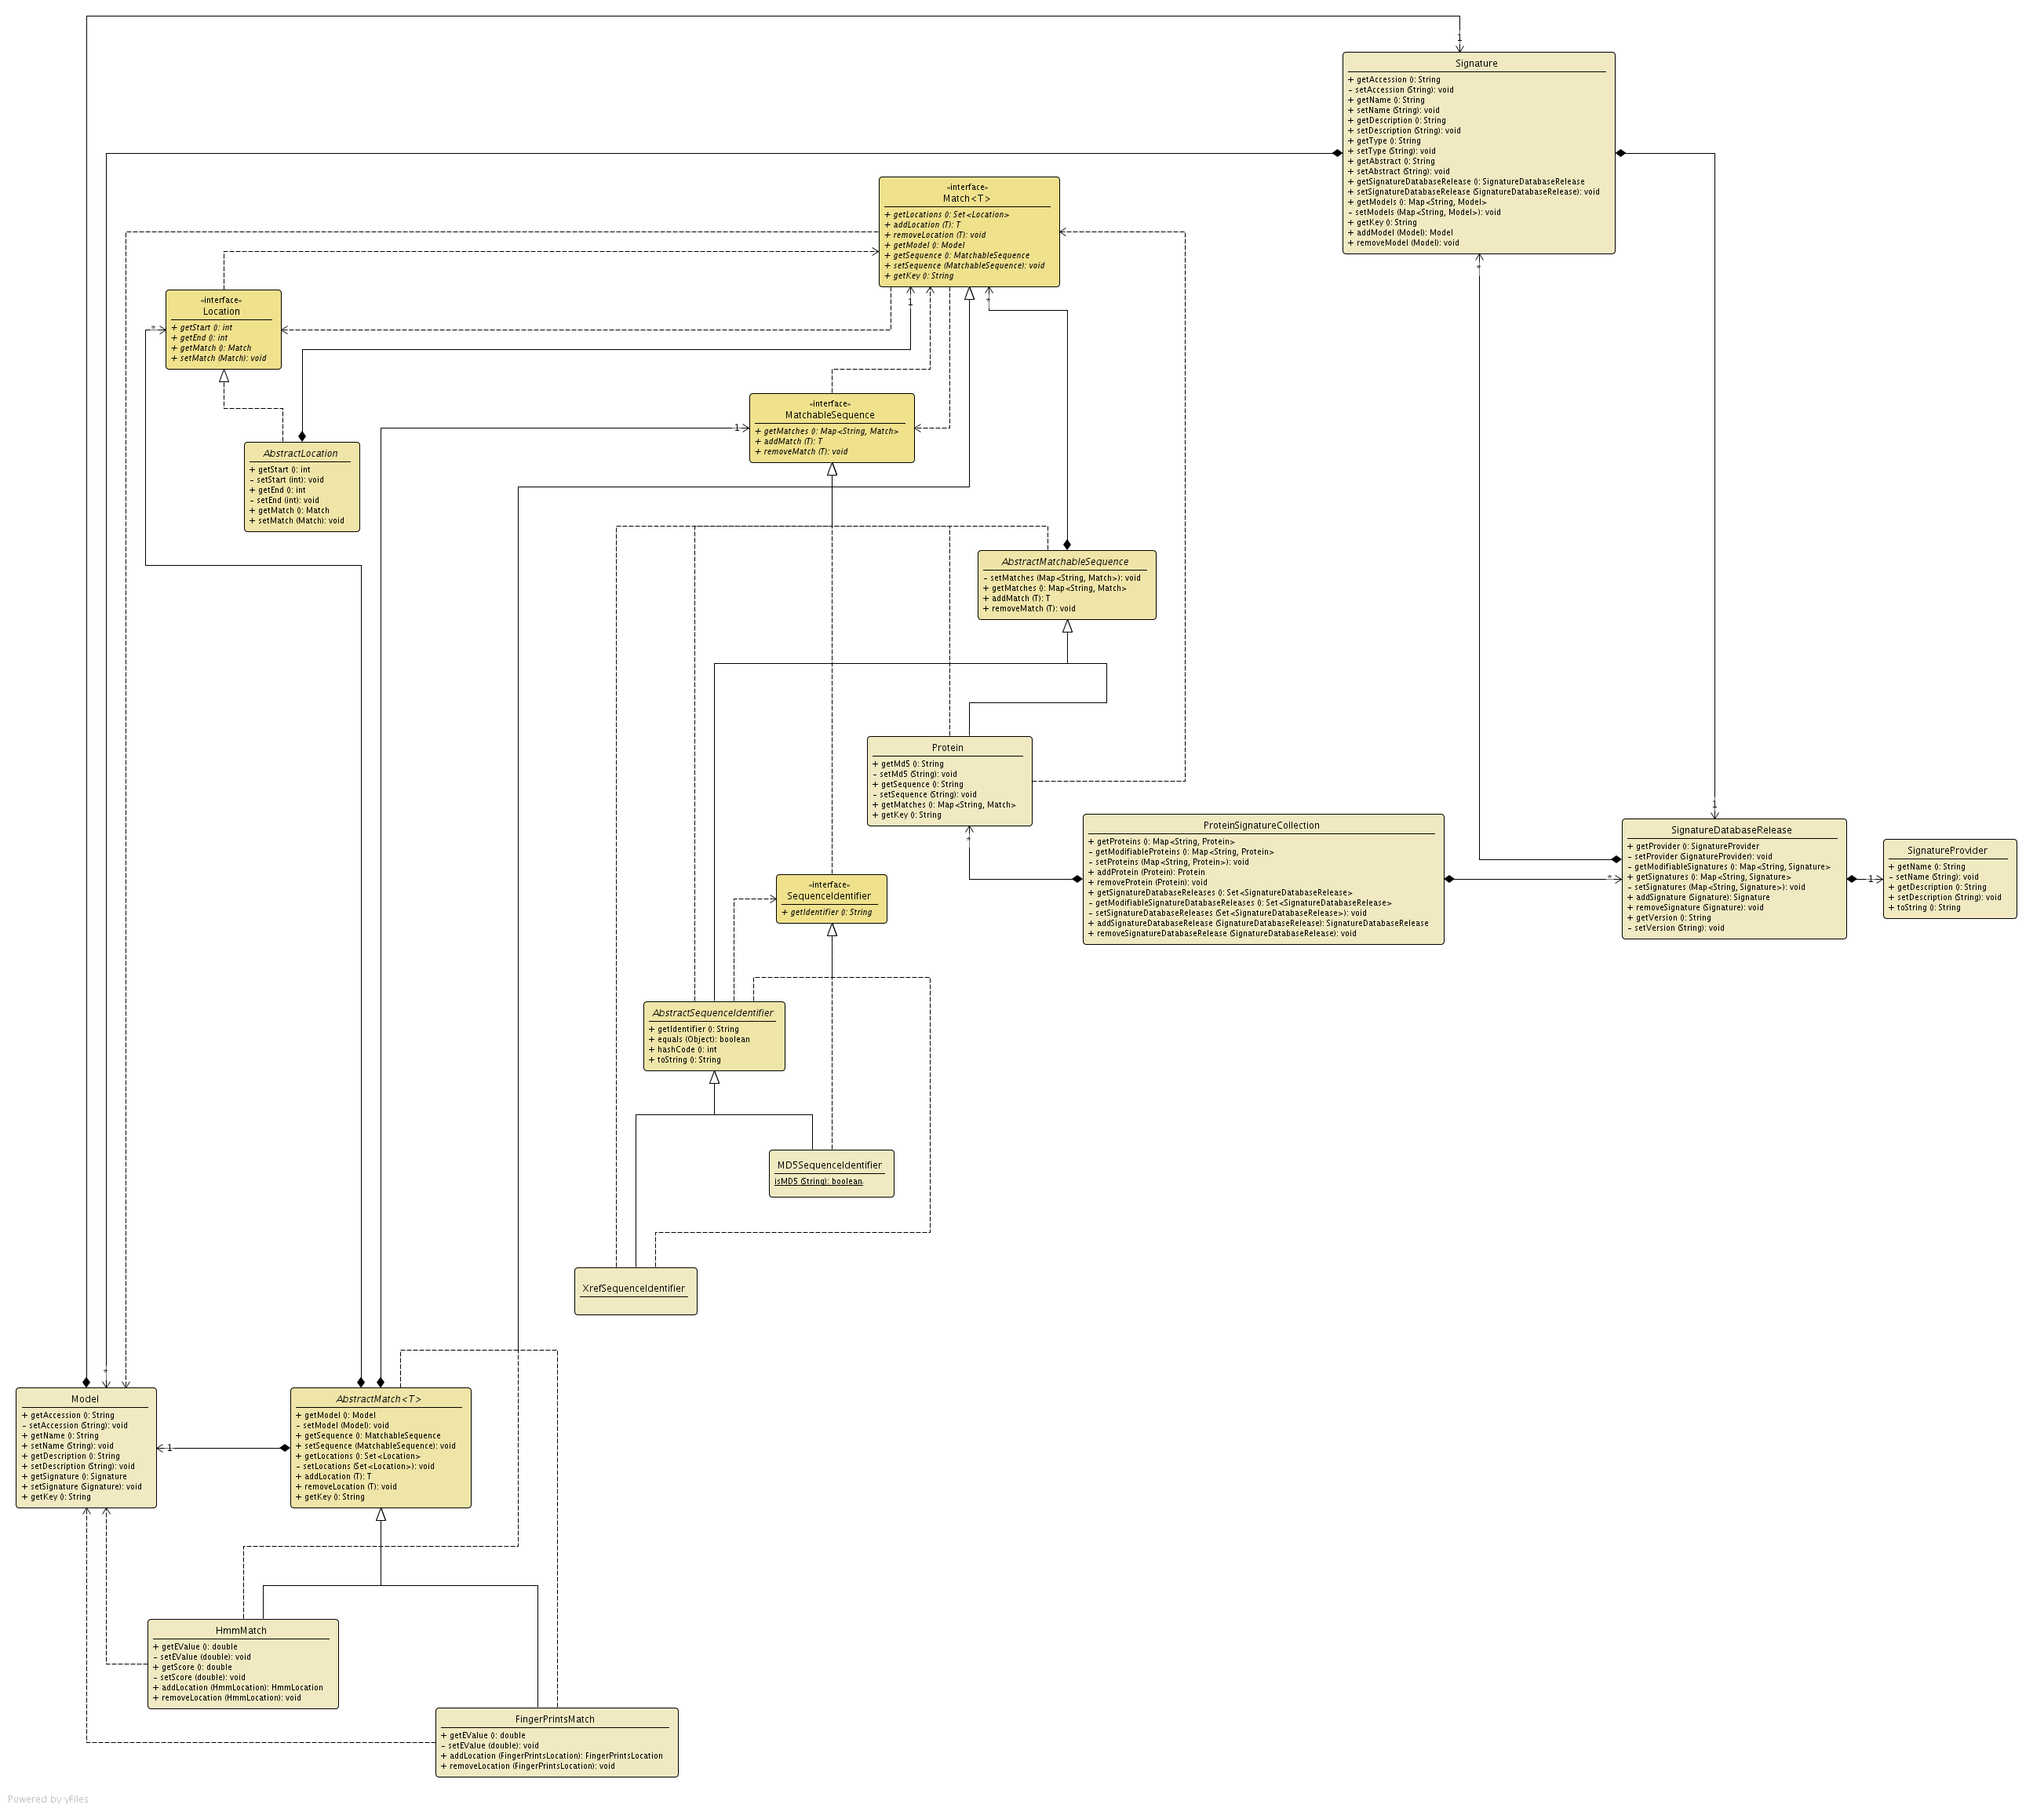 1
Signature
+ getAccession (): String
- setAccession (String): void
+ getName (): String
+ setName (String): void
+ getDescription (): String
+ setDescription (String): void
+ getType (): String
+ setType (String): void
+ getAbstract (): String
+ setAbstract (String): void
+ getSignatureDatabaseRelease (): SignatureDatabaseRelease
+ setSignatureDatabaseRelease (SignatureDatabaseRelease): void
+ getModels (): Map<String, Model>
- setModels (Map<String, Model>): void
+ getKey (): String
+ addModel (Model): Model
+ removeModel (Model): void
*
«interface»
Match<T>
+ getLocations (): Set<Location>
+ addLocation (T): T
+ removeLocation (T): void
+ getModel (): Model
+ getSequence (): MatchableSequence
+ setSequence (MatchableSequence): void
+ getKey (): String
1
*
«interface»
Location
+ getStart (): int
+ getEnd (): int
+ getMatch (): Match
+ setMatch (Match): void
*
AbstractLocation
+ getStart (): int
- setStart (int): void
+ getEnd (): int
- setEnd (int): void
+ getMatch (): Match
+ setMatch (Match): void
«interface»
MatchableSequence
+ getMatches (): Map<String, Match>
+ addMatch (T): T
+ removeMatch (T): void
1
AbstractMatchableSequence
- setMatches (Map<String, Match>): void
+ getMatches (): Map<String, Match>
+ addMatch (T): T
+ removeMatch (T): void
Protein
+ getMd5 (): String
- setMd5 (String): void
+ getSequence (): String
- setSequence (String): void
+ getMatches (): Map<String, Match>
+ getKey (): String
*
ProteinSignatureCollection
+ getProteins (): Map<String, Protein>
- getModifiableProteins (): Map<String, Protein>
- setProteins (Map<String, Protein>): void
+ addProtein (Protein): Protein
+ removeProtein (Protein): void
+ getSignatureDatabaseReleases (): Set<SignatureDatabaseRelease>
- getModifiableSignatureDatabaseReleases (): Set<SignatureDatabaseRelease>
- setSignatureDatabaseReleases (Set<SignatureDatabaseRelease>): void
+ addSignatureDatabaseRelease (SignatureDatabaseRelease): SignatureDatabaseRelease
+ removeSignatureDatabaseRelease (SignatureDatabaseRelease): void
*
1
SignatureDatabaseRelease
+ getProvider (): SignatureProvider
- setProvider (SignatureProvider): void
- getModifiableSignatures (): Map<String, Signature>
+ getSignatures (): Map<String, Signature>
- setSignatures (Map<String, Signature>): void
+ addSignature (Signature): Signature
+ removeSignature (Signature): void
+ getVersion (): String
- setVersion (String): void
1
SignatureProvider
+ getName (): String
- setName (String): void
+ getDescription (): String
+ setDescription (String): void
+ toString (): String
«interface»
SequenceIdentifier
+ getIdentifier (): String
AbstractSequenceIdentifier
+ getIdentifier (): String
+ equals (Object): boolean
+ hashCode (): int
+ toString (): String
MD5SequenceIdentifier
isMD5 (String): boolean
XrefSequenceIdentifier
*
Model
+ getAccession (): String
- setAccession (String): void
+ getName (): String
+ setName (String): void
+ getDescription (): String
+ setDescription (String): void
+ getSignature (): Signature
+ setSignature (Signature): void
+ getKey (): String
1
AbstractMatch<T>
+ getModel (): Model
- setModel (Model): void
+ getSequence (): MatchableSequence
+ setSequence (MatchableSequence): void
+ getLocations (): Set<Location>
- setLocations (Set<Location>): void
+ addLocation (T): T
+ removeLocation (T): void
+ getKey (): String
HmmMatch
+ getEValue (): double
- setEValue (double): void
+ getScore (): double
- setScore (double): void
+ addLocation (HmmLocation): HmmLocation
+ removeLocation (HmmLocation): void
FingerPrintsMatch
+ getEValue (): double
- setEValue (double): void
+ addLocation (FingerPrintsLocation): FingerPrintsLocation
+ removeLocation (FingerPrintsLocation): void
Powered by yFiles